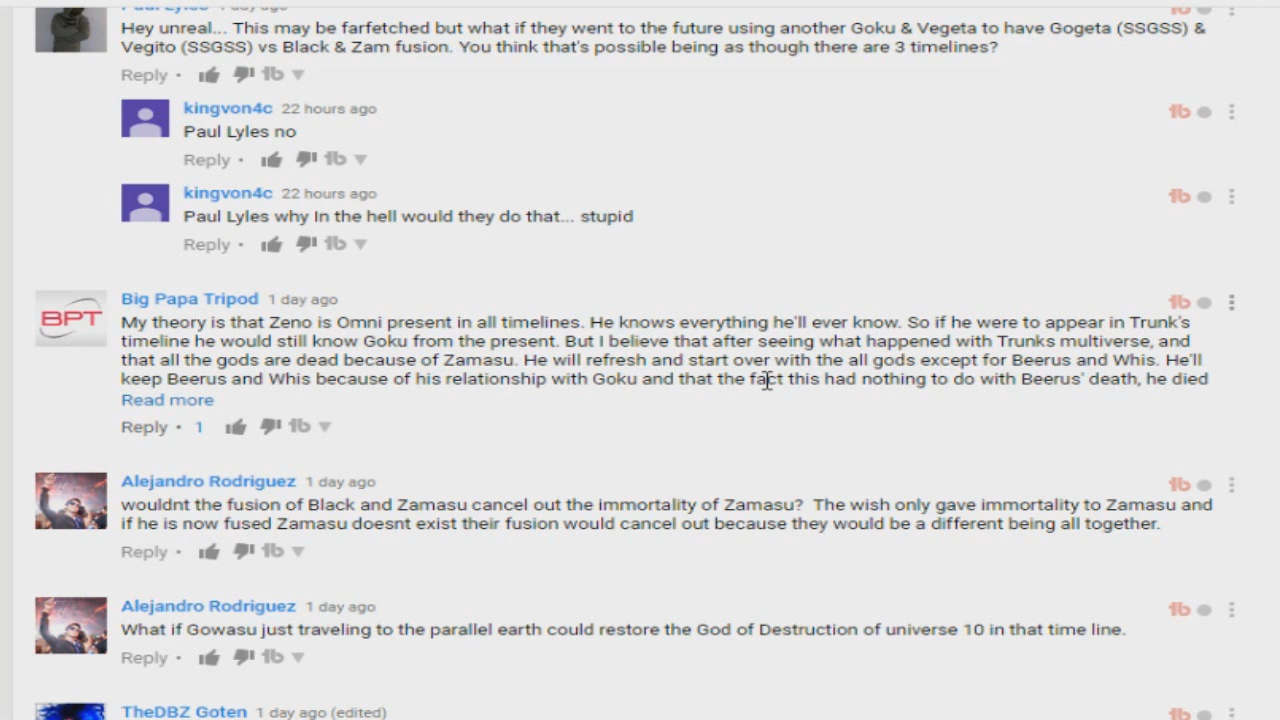 Paul Lyles 1 day ago
Hey unreal... This may be farfetched but what if they went to the future using another Goku & Vegeta to have Gogeta (SSGSS) &
Vegito (SSGSS) vs Black & Zam fusion. You think that's possible being as though there are 3 timelines?
Reply •
kingvon4c 22 hours ago
Paul Lyles no
Reply •
kingvon4c 22 hours ago
Paul Lyles why In the hell would they do that... stupid
Reply •
Big Papa Tripod 1 day ago
BPT
My theory is that Zeno is Omni present in all timelines. He knows everything he'll ever know. So if he were to appear in Trunk's
timeline he would still know Goku from the present. But I believe that after seeing what happened with Trunks multiverse, and
that all the gods are dead because of Zamasu. He will refresh and start over with the all gods except for Beerus and Whis. He'll
keep Beerus and Whis because of his relationship with Goku and that the fact this had nothing to do with Beerus' death, he died
Read more
Reply • 1
Alejandro Rodriguez 1 day ago
wouldnt the fusion of Black and Zamasu cancel out the immortality of Zamasu? The wish only gave immortality to Zamasu and
if he is now fused Zamasu doesnt exist their fusion would cancel out because they would be a different being all together.
Reply •
Alejandro Rodriguez 1 day ago
What if Gowasu just traveling to the parallel earth could restore the God of Destruction of universe 10 in that time line.
Reply •
TheDBZ Goten 1 day ago (edited)